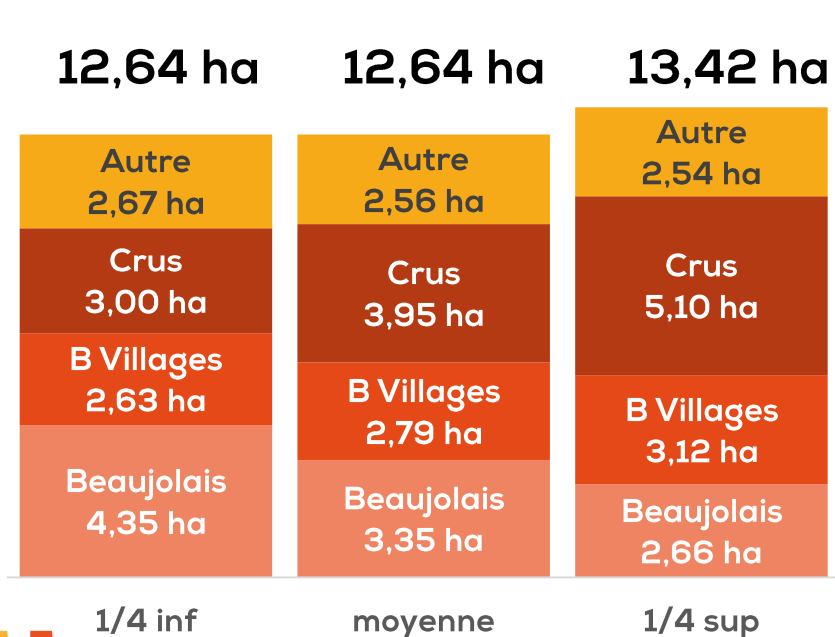 12,64 ha
12,64 ha
13,42 ha
Autre
2,67 ha
Crus
3,00 ha
B Villages
2,63 ha
Beaujolais
4,35 ha
Autre
2,56 ha
Crus
3,95 ha
B Villages
2,79 ha
Beaujolais
3,35 ha
Autre
2,54 ha
Crus
5,10 ha
B Villages
3,12 ha
Beaujolais
2,66 ha
1/4 inf
moyenne
1/4 sup